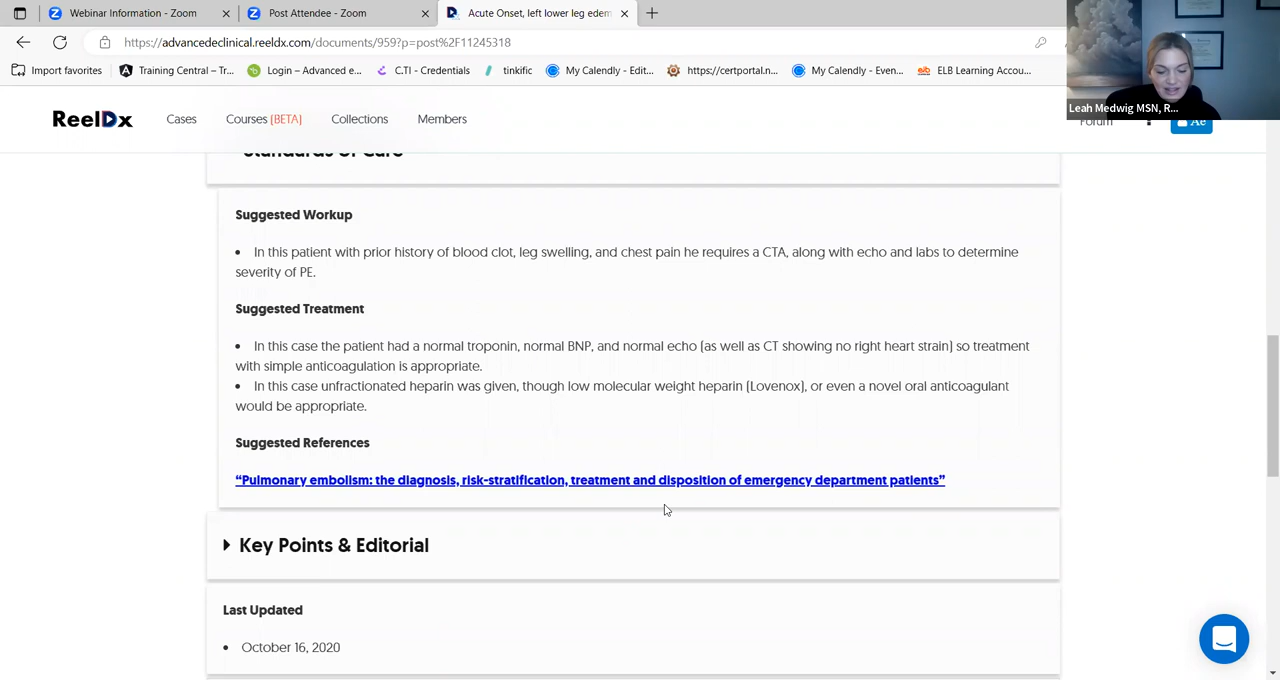 Webinar Information - Zoom
Post Attendee - Zoom
Acute Onset, left lower leg edem
https://advancedclinical.reeldx.com/documents/959?p=post%2F11245318
Import favorites
Training Central – Tr...
Login – Advanced e...
C.TI - Credentials
tinkific
My Calendly - Edit...
https://certportal.n...
My Calendly - Even...
ELB Learning Accou...
Leah Medwig MSN, R...
ReelDx
Cases
Courses (BETA)
Collections
Members
Forum
Ae
Standards of Care
Suggested Workup
• In this patient with prior history of blood clot, leg swelling, and chest pain he requires a CTA, along with echo and labs to determine
severity of PE.
Suggested Treatment
• In this case the patient had a normal troponin, normal BNP, and normal echo (as well as CT showing no right heart strain) so treatment
with simple anticoagulation is appropriate.
• In this case unfractionated heparin was given, though low molecular weight heparin (Lovenox), or even a novel oral anticoagulant
would be appropriate.
Suggested References
“Pulmonary embolism: the diagnosis, risk-stratification, treatment and disposition of emergency department patients”
Key Points & Editorial
Last Updated
• October 16, 2020